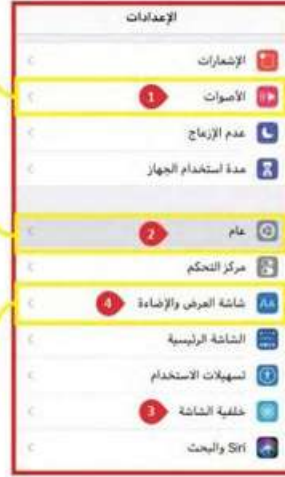 الإعدادات
الإشعارات
الأصوات 1
عدم الإزعاج
مدة استخدام الجهاز
عام 2
مركز التحكم
شاشة العرض والإضاءة 4
الشاشة الرئيسية
تسهيلات الاستخدام
خلفية الشاشة 3
Siri والبحث